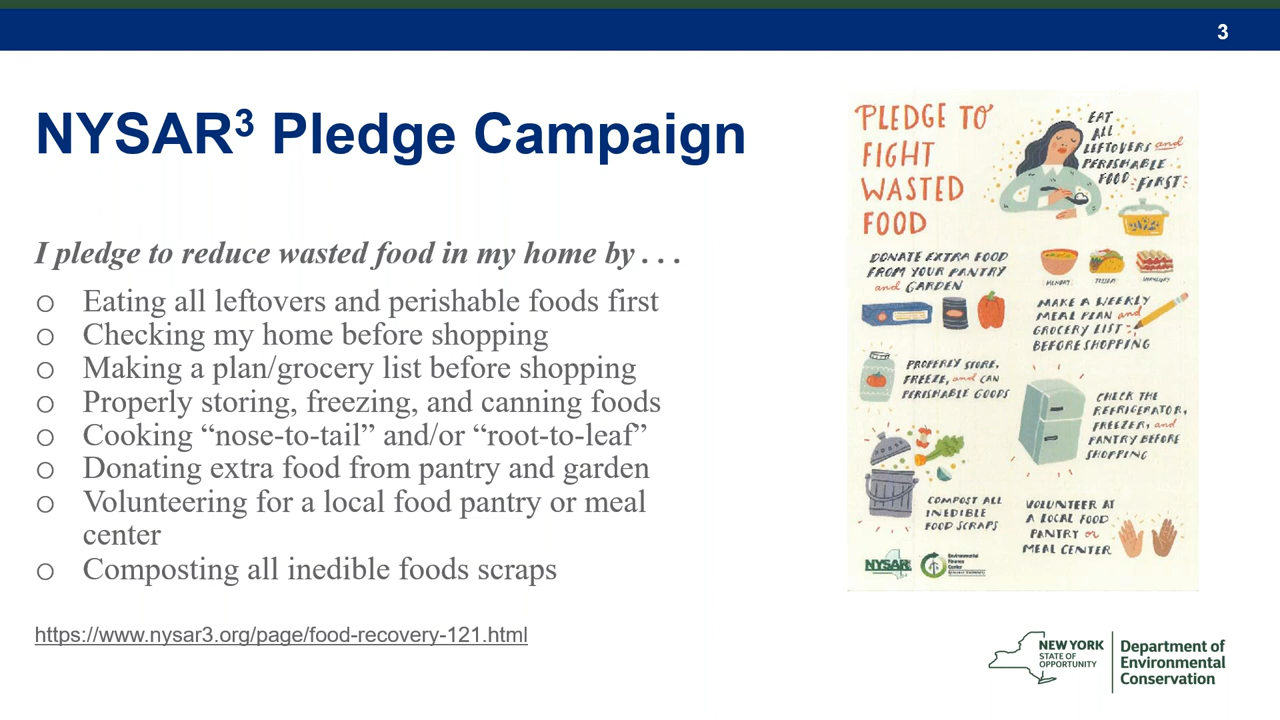 3
NYSAR³ Pledge Campaign
I pledge to reduce wasted food in my home by . . .
o Eating all leftovers and perishable foods first
o Checking my home before shopping
o Making a plan/grocery list before shopping
o Properly storing, freezing, and canning foods
o Cooking “nose-to-tail” and/or “root-to-leaf”
o Donating extra food from pantry and garden
o Volunteering for a local food pantry or meal
center
o Composting all inedible foods scraps
https://www.nysar3.org/page/food-recovery-121.html
PLEDGE TO
FIGHT
WASTED
FOOD
EAT
ALL
LEFTOVERS and
PERISHABLE
FOOD FIRST
DONATE EXTRA FOOD
FROM YOUR PANTRY
and GARDEN
MONDAY
MAKE A WEEKLY
MEAL PLAN and
GROCERY LIST
BEFORE SHOPPING
PROPERLY STORE,
FREEZE, and CAN
PERISHABLE GOODS
CHECK THE
REFRIGERATOR,
FREEZER, and
PANTRY BEFORE
SHOPPING
COMPOST ALL
INEDIBLE
FOOD SCRAPS
VOLUNTEER AT
A LOCAL FOOD
PANTRY or
MEAL CENTER
NYSAR
Environmental
Finance
Center
NEW YORK
STATE OF
OPPORTUNITY
Department of
Environmental
Conservation